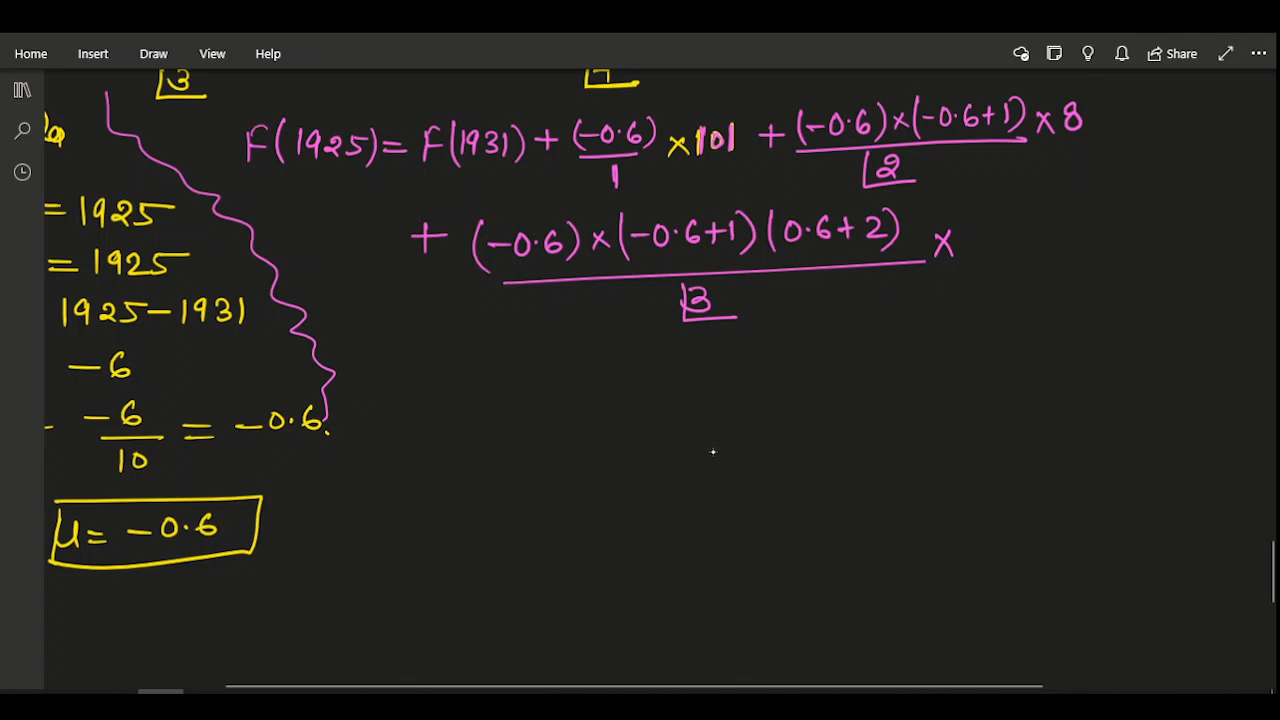 Home Insert Draw View Help Share
⌊3
F(1925) = F(1931) + (-0.6)/1 × 101 + (-0.6)×(-0.6+1)/⌊2 × 8
+ (-0.6)×(-0.6+1)(0.6+2)/⌊3 ×
= 1925
= 1925
1925-1931
-6
-6/10 = -0.6.
μ = -0.6